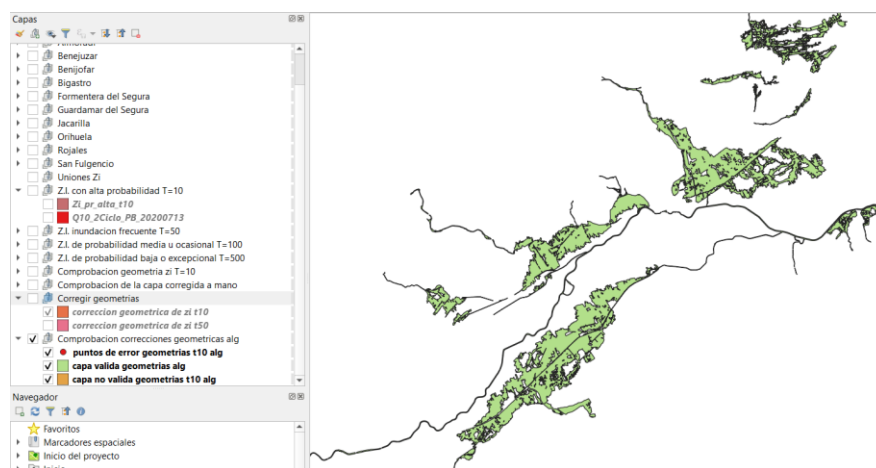 Capas
Almoradí
Benejuzar
Benijofar
Bigastro
Formentera del Segura
Guardamar del Segura
Jacarilla
Orihuela
Rojales
San Fulgencio
Uniones Zi
Z.I. con alta probabilidad T=10
Zi_pr_alta_t10
Q10_2Ciclo_PB_20200713
Z.I. inundacion frecuente T=50
Z.I. de probabilidad media u ocasional T=100
Z.I. de probabilidad baja o excepcional T=500
Comprobacion geometria zi T=10
Comprobacion de la capa corregida a mano
Corregir geometrias
correccion geometrica de zi t10
correccion geometrica de zi t50
Comprobacion correcciones geometricas alg
puntos de error geometrias t10 alg
capa valida geometrias alg
capa no valida geometrias t10 alg
Navegador
Favoritos
Marcadores espaciales
Inicio del proyecto
Inicio